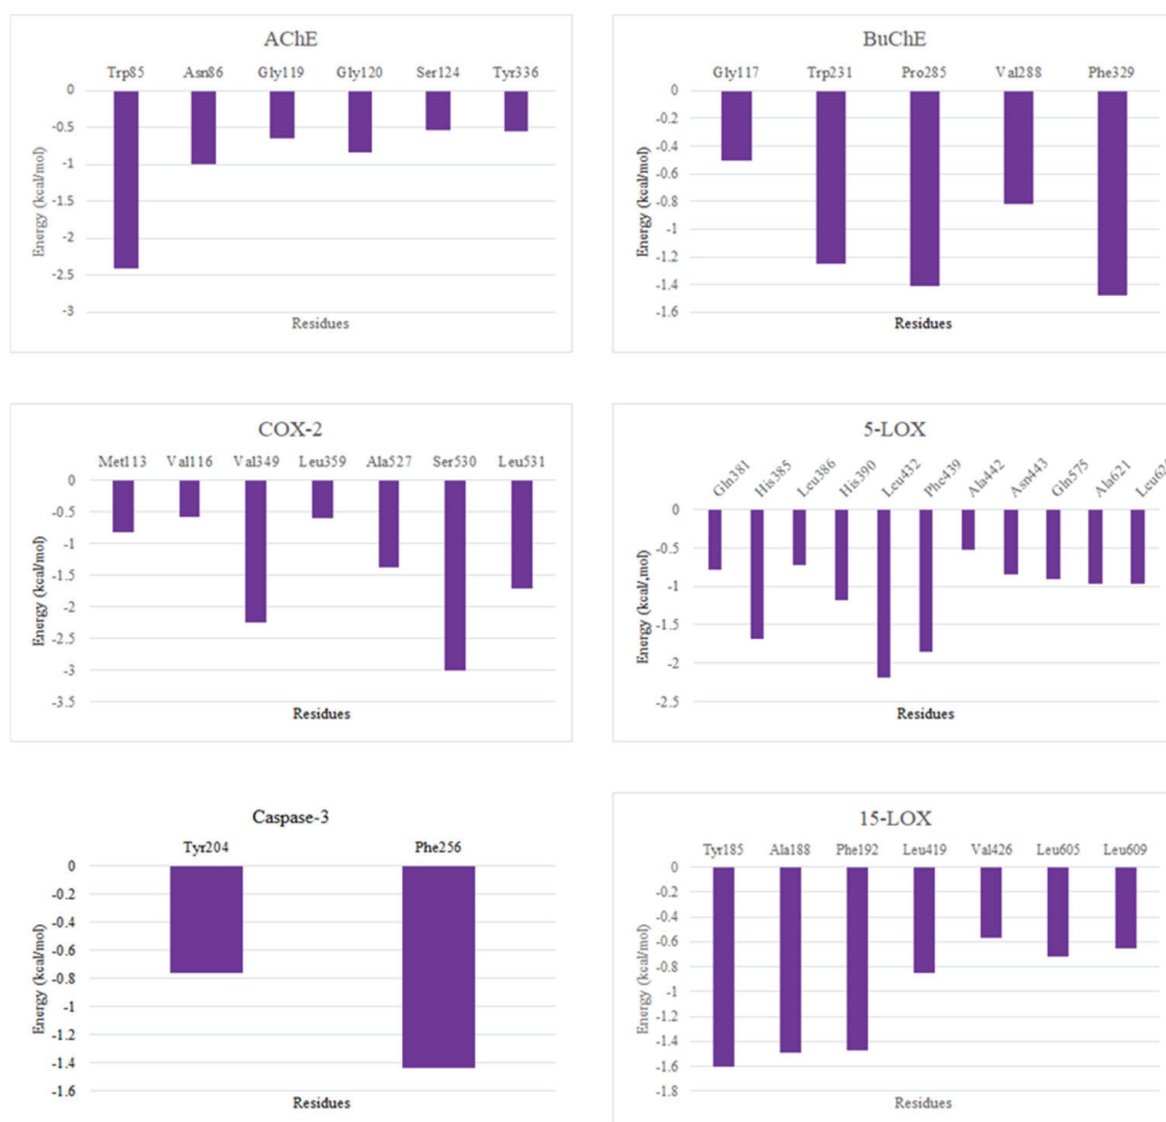 AChE
Trp85 Asn86 Gly119 Gly120 Ser124 Tyr336
0
-0.5
-1
-1.5
-2
-2.5
-3
Energy (kcal/mol)
Residues
BuChE
Gly117 Trp231 Pro285 Val288 Phe329
0
-0.2
-0.4
-0.6
-0.8
-1
-1.2
-1.4
-1.6
Energy (kcal/mol)
Residues
COX-2
Met113 Val116 Val349 Leu359 Ala527 Ser530 Leu531
0
-0.5
-1
-1.5
-2
-2.5
-3
-3.5
Energy (kcal/mol)
Residues
5-LOX
Gln381 His385 Leu386 His390 Leu432 Phe439 Ala442 Asn443 Gln575 Ala621
0
-0.5
-1
-1.5
-2
-2.5
Energy (kcal/,mol)
Residues
Caspase-3
Tyr204 Phe256
0
-0.2
-0.4
-0.6
-0.8
-1
-1.2
-1.4
-1.6
Energy (kcal/mol)
Residues
15-LOX
Tyr185 Ala188 Phe192 Leu419 Val426 Leu605 Leu609
0
-0.2
-0.4
-0.6
-0.8
-1
-1.2
-1.4
-1.6
-1.8
Energy (kcal/mol)
Residues